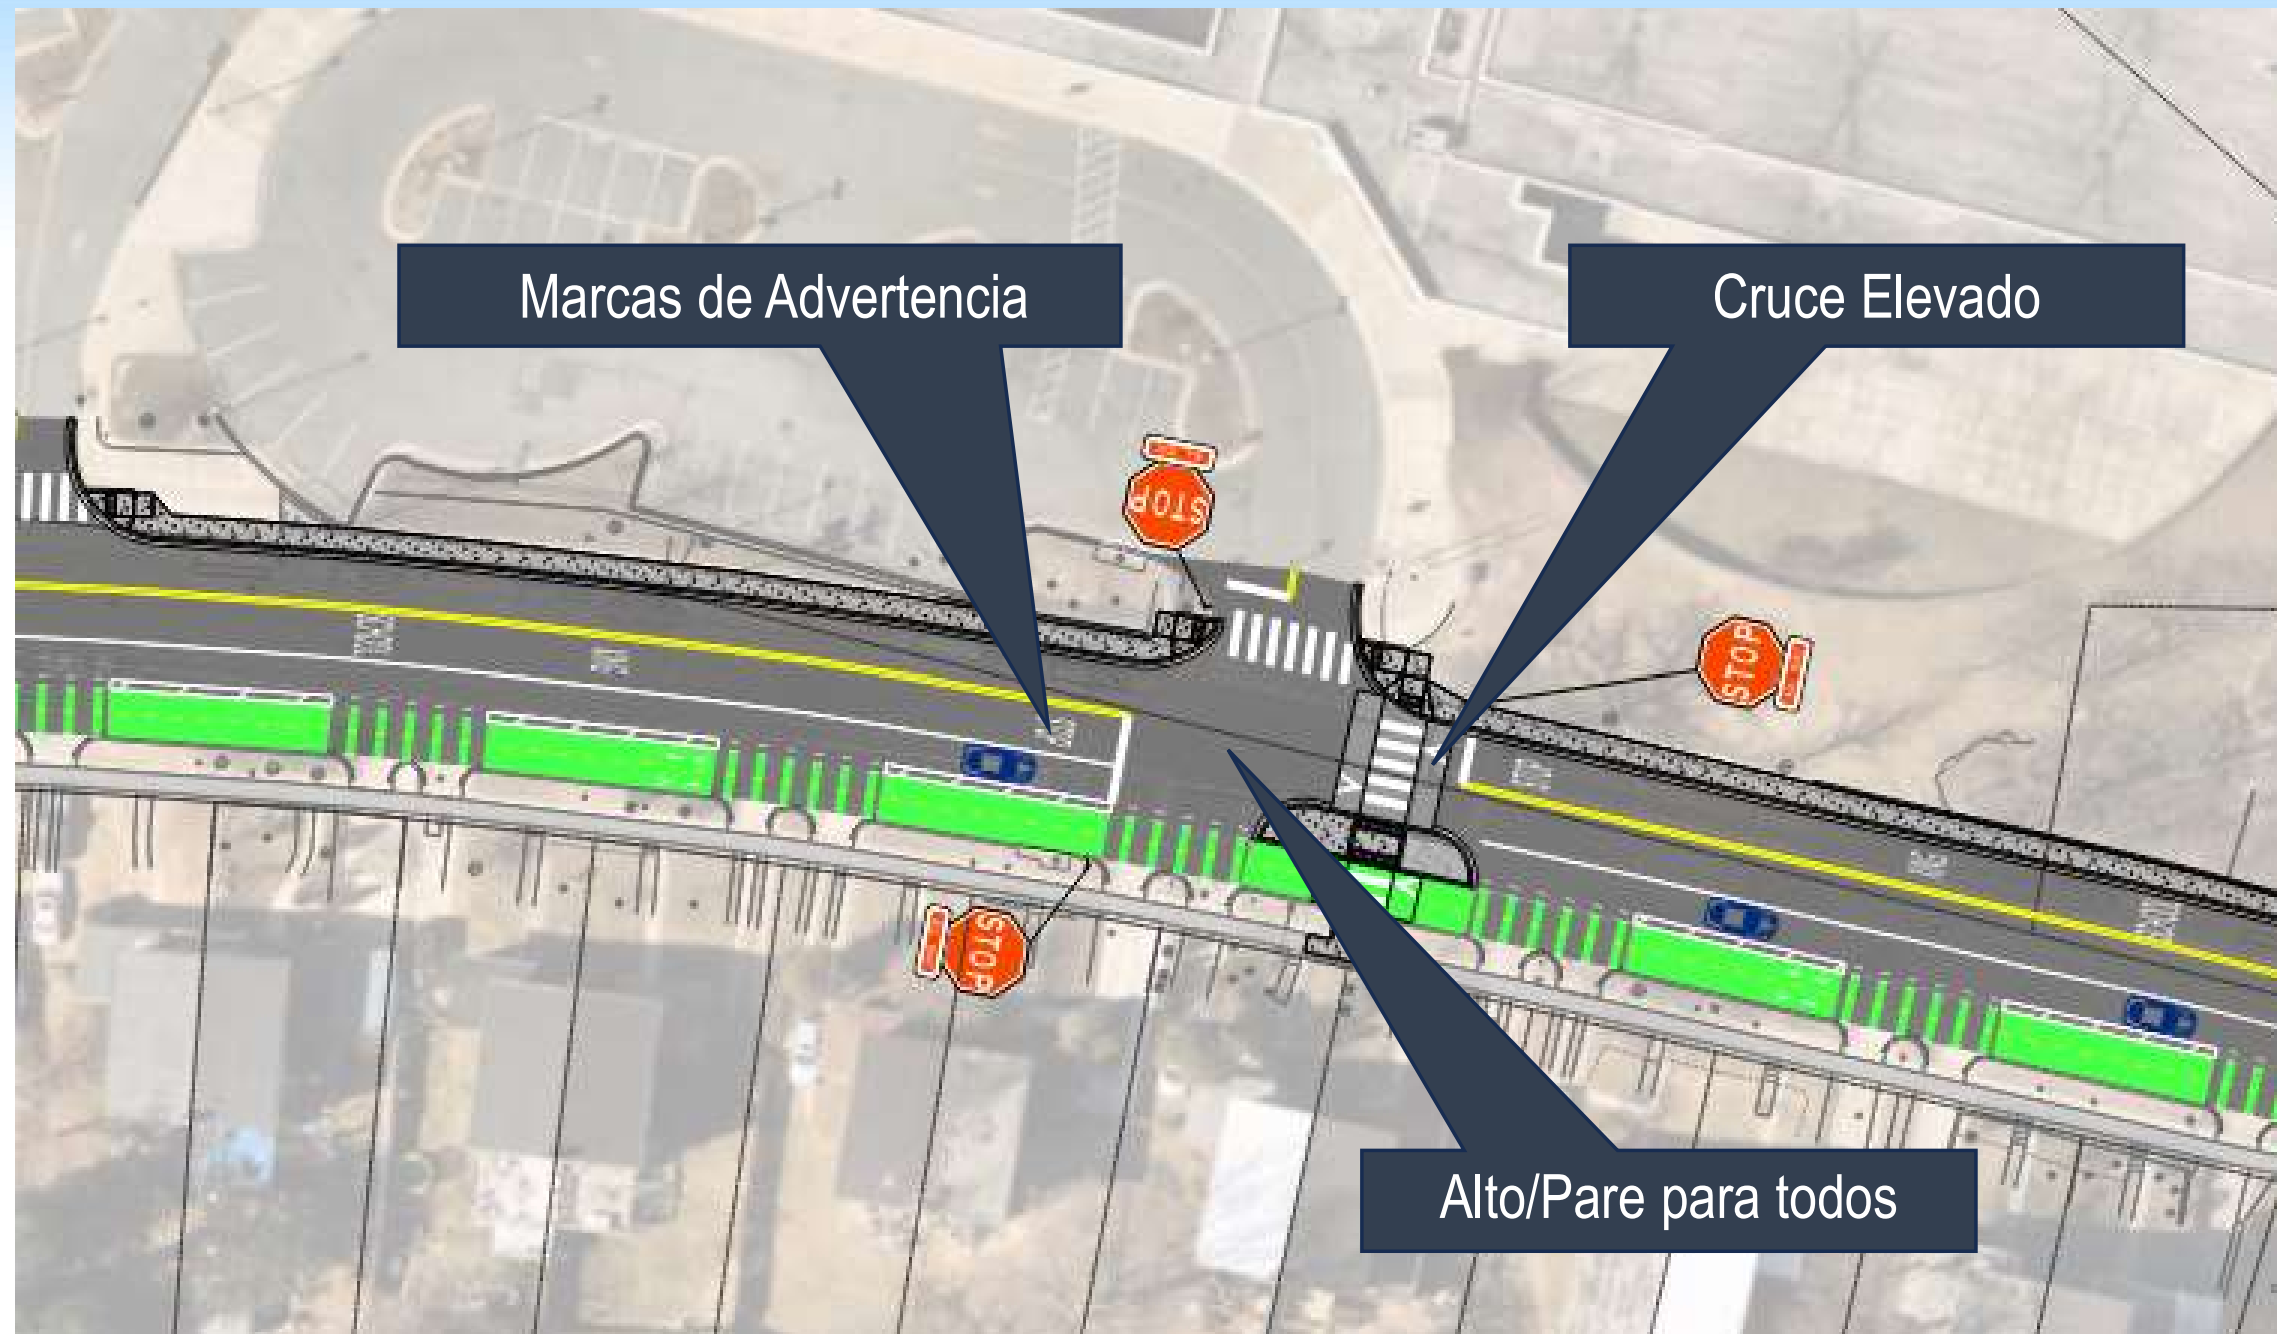 Marcas de Advertencia
Cruce Elevado
STOP
STOP
STOP
Alto/Pare para todos